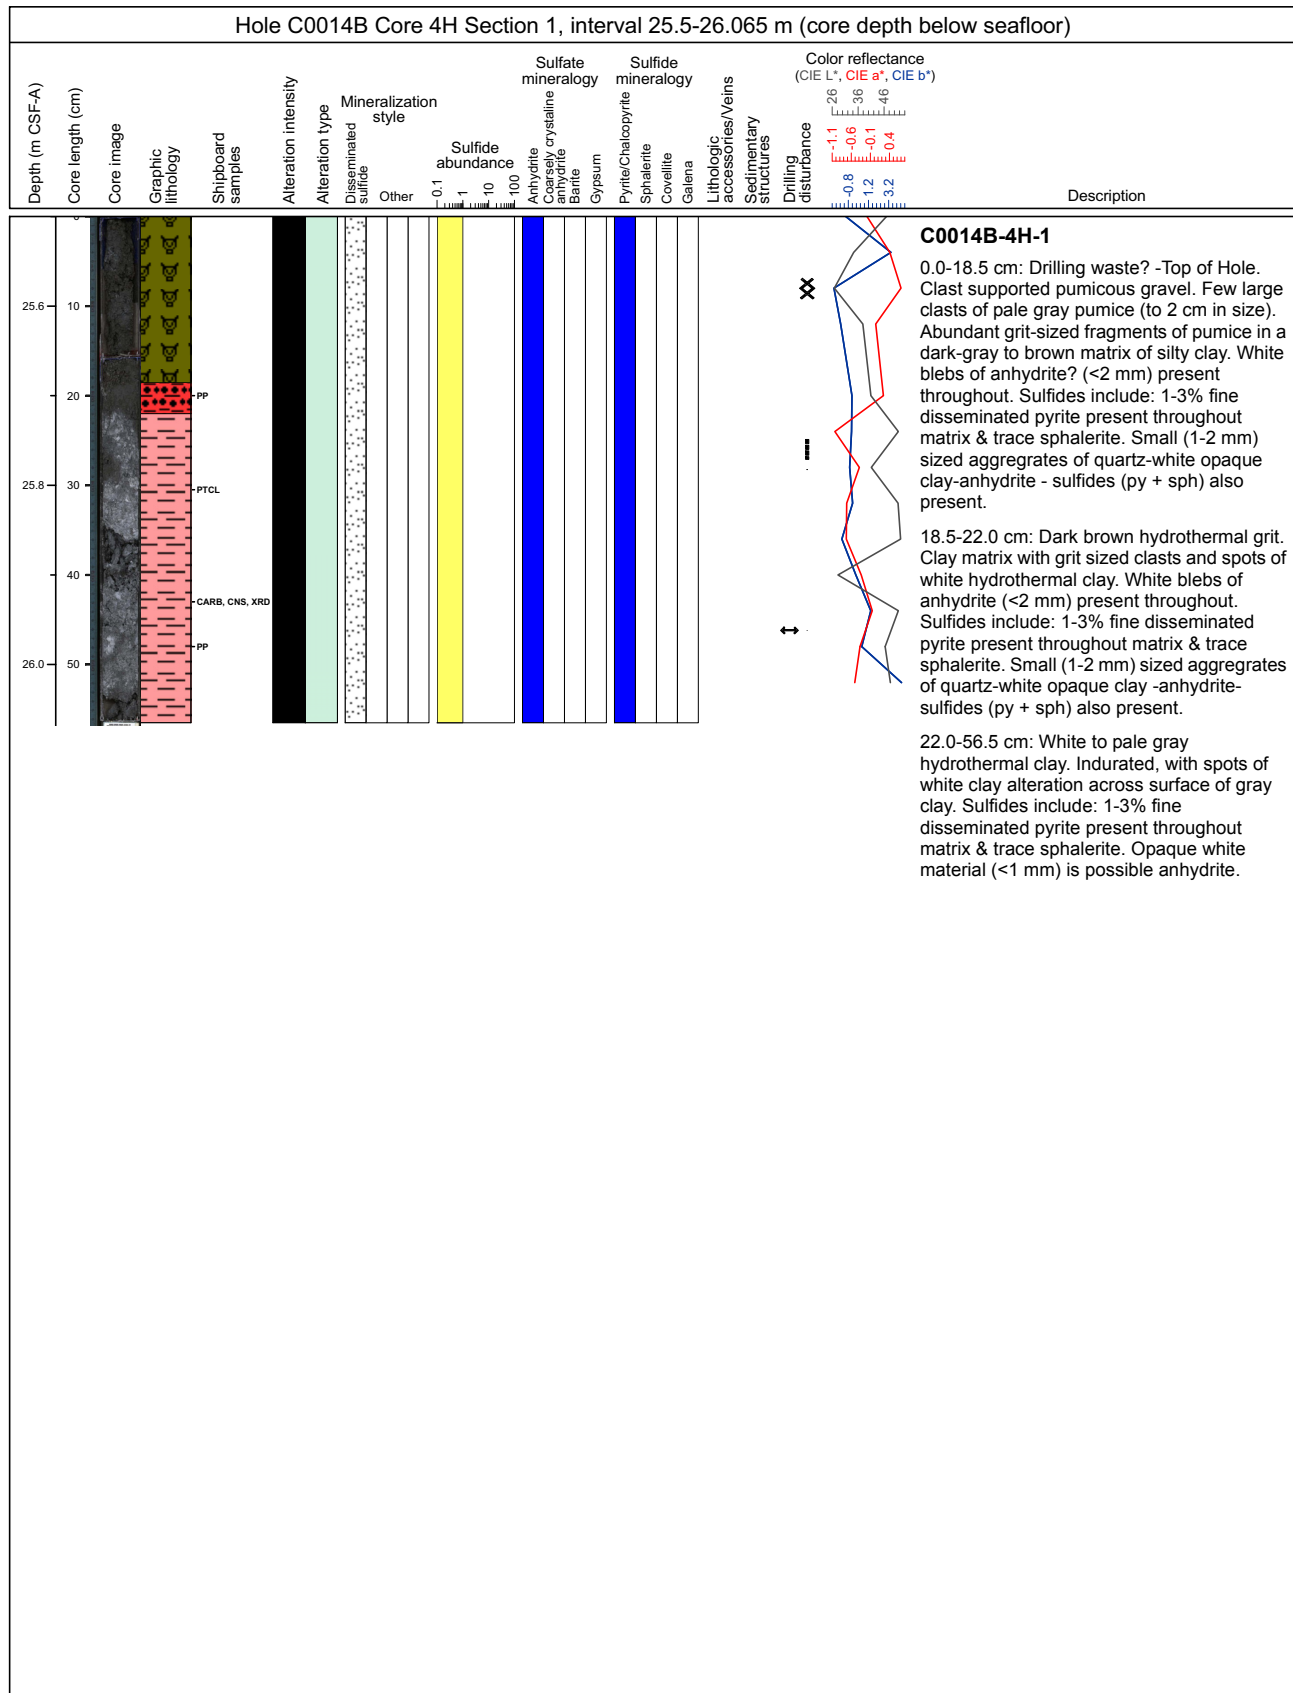 Hole C0014B Core 4H Section 1, interval 25.5-26.065 m (core depth below seafloor)
Depth (m CSF-A)
Core length (cm)
Core image
Graphic
lithology
Shipboard
samples
Alteration intensity
Alteration type
Mineralization
style
Disseminated
sulfide
Other
Sulfide
abundance
0.1
1
10
100
Sulfate
mineralogy
Anhydrite
Coarsely crystaline
anhydrite
Barite
Gypsum
Sulfide
mineralogy
Pyrite/Chalcopyrite
Sphalerite
Covellite
Galena
Lithologic
accessories/Veins
Sedimentary
structures
Drilling
disturbance
Color reflectance
(CIE L*, CIE a*, CIE b*)
26
36
46
-1.1
-0.6
-0.1
0.4
-0.8
1.2
3.2
Description
0
25.6
10
20
PP
25.8
30
PTCL
40
CARB, CNS, XRD
PP
26.0
50
C0014B-4H-1
0.0-18.5 cm: Drilling waste? -Top of Hole.
Clast supported pumicous gravel. Few large
clasts of pale gray pumice (to 2 cm in size).
Abundant grit-sized fragments of pumice in a
dark-gray to brown matrix of silty clay. White
blebs of anhydrite? (<2 mm) present
throughout. Sulfides include: 1-3% fine
disseminated pyrite present throughout
matrix & trace sphalerite. Small (1-2 mm)
sized aggregrates of quartz-white opaque
clay-anhydrite - sulfides (py + sph) also
present.
18.5-22.0 cm: Dark brown hydrothermal grit.
Clay matrix with grit sized clasts and spots of
white hydrothermal clay. White blebs of
anhydrite (<2 mm) present throughout.
Sulfides include: 1-3% fine disseminated
pyrite present throughout matrix & trace
sphalerite. Small (1-2 mm) sized aggregrates
of quartz-white opaque clay -anhydrite-
sulfides (py + sph) also present.
22.0-56.5 cm: White to pale gray
hydrothermal clay. Indurated, with spots of
white clay alteration across surface of gray
clay. Sulfides include: 1-3% fine
disseminated pyrite present throughout
matrix & trace sphalerite. Opaque white
material (<1 mm) is possible anhydrite.